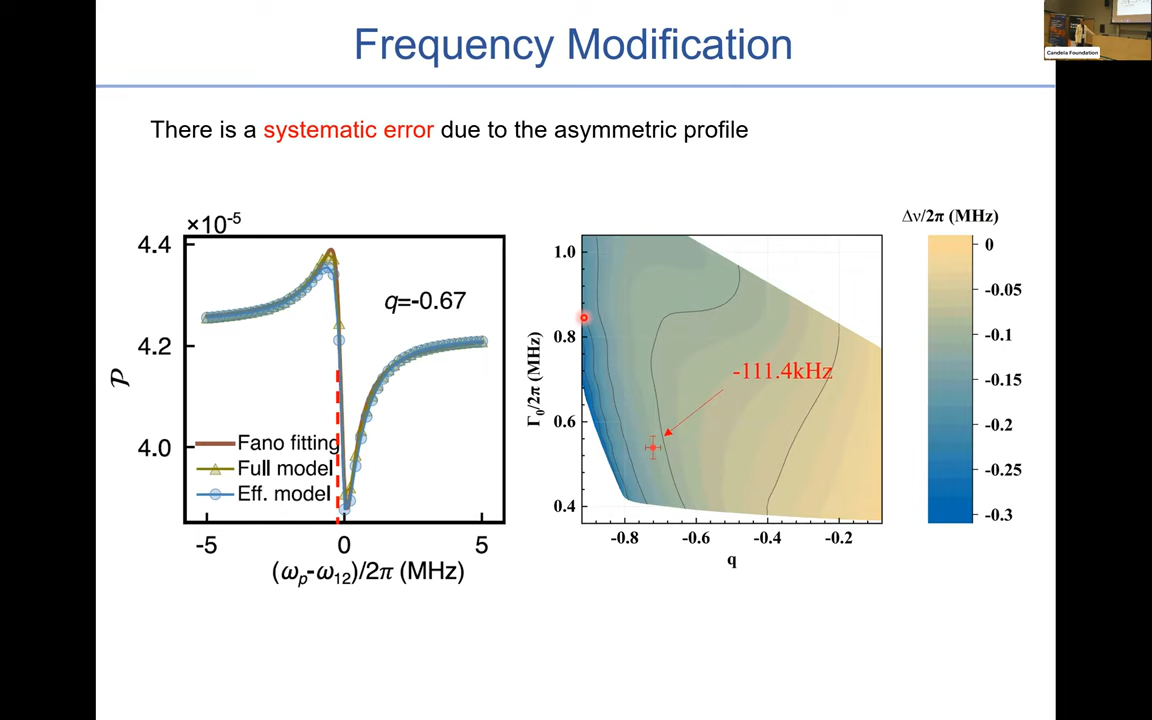 Frequency Modification
Candela Foundation
There is a systematic error due to the asymmetric profile
×10⁻⁵
4.4
4.2
4.0
𝒫
q=-0.67
Fano fitting
Full model
Eff. model
-5
0
5
(ωₚ-ω₁₂)/2π (MHz)
1.0
0.8
0.6
0.4
Γ₀/2π (MHz)
-111.4kHz
-0.8
-0.6
-0.4
-0.2
q
Δν/2π (MHz)
0
-0.05
-0.1
-0.15
-0.2
-0.25
-0.3